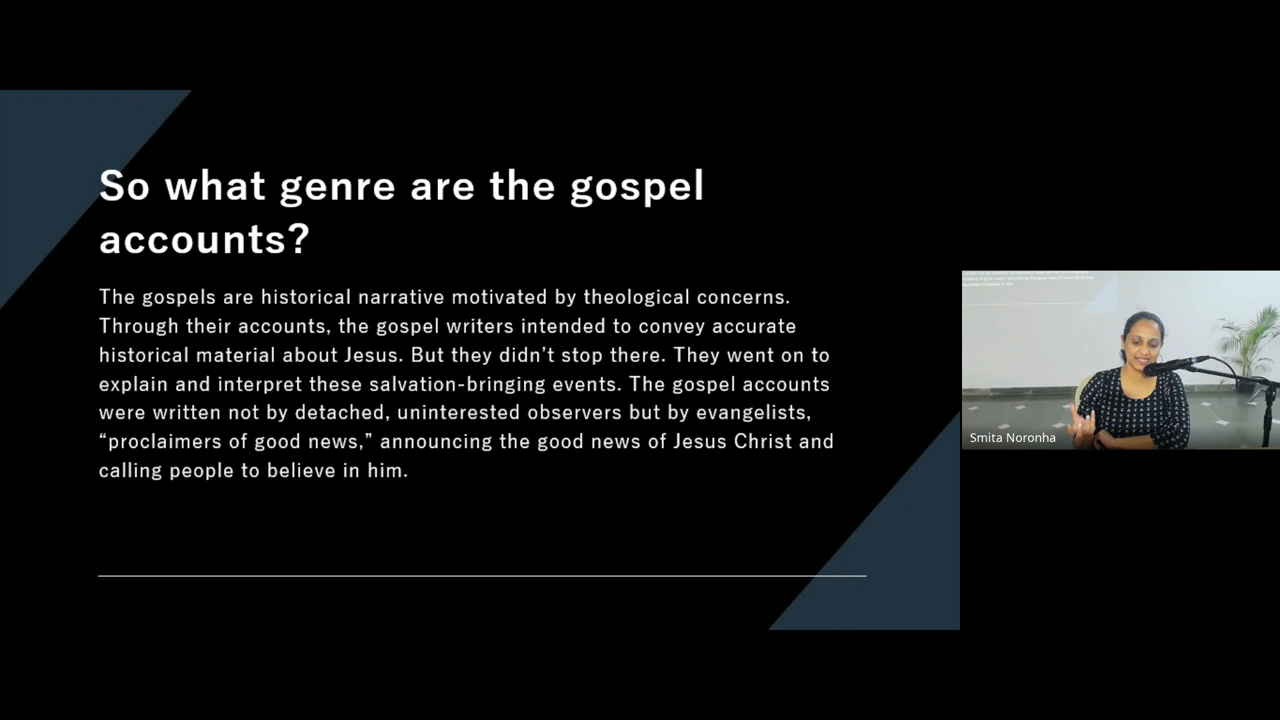 So what genre are the gospel
accounts?
The gospels are historical narrative motivated by theological concerns.
Through their accounts, the gospel writers intended to convey accurate
historical material about Jesus. But they didn’t stop there. They went on to
explain and interpret these salvation-bringing events. The gospel accounts
were written not by detached, uninterested observers but by evangelists,
“proclaimers of good news,” announcing the good news of Jesus Christ and
calling people to believe in him.
Smita Noronha